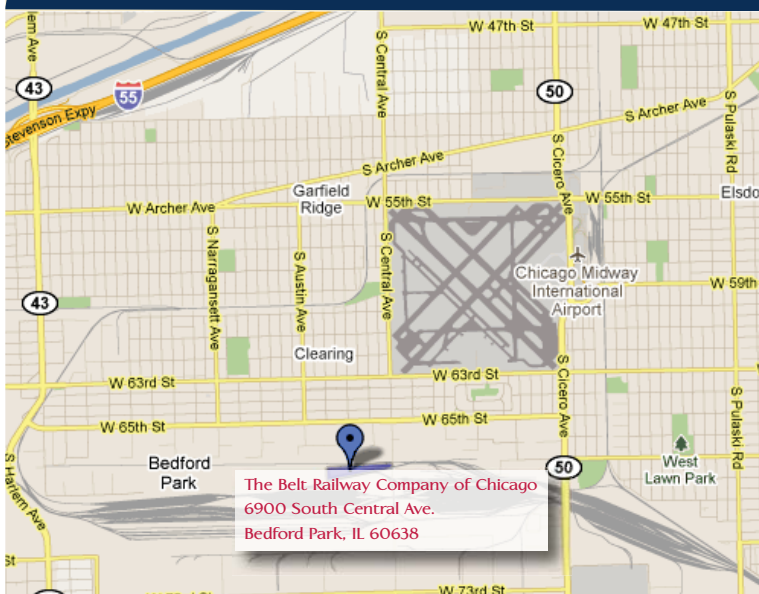 lem Ave
43
55
Stevenson Expy
S Central Ave
W 47th St
W 47th St
50
S Archer Ave
S Pulaski Rd
S Cicero Ave
S Archer Ave
Garfield
Ridge
W Archer Ave
W 55th St
W 55th St
Elsdo
S Narragansett Ave
S Austin Ave
S Central Ave
Chicago Midway
International
Airport
W 59th
43
Clearing
W 63rd St
W 63rd St
S Cicero Ave
S Pulaski Rd
W 65th St
W 65th St
Bedford
Park
S Harlem Ave
50
West
Lawn Park
The Belt Railway Company of Chicago
6900 South Central Ave.
Bedford Park, IL 60638
St
W 73rd St